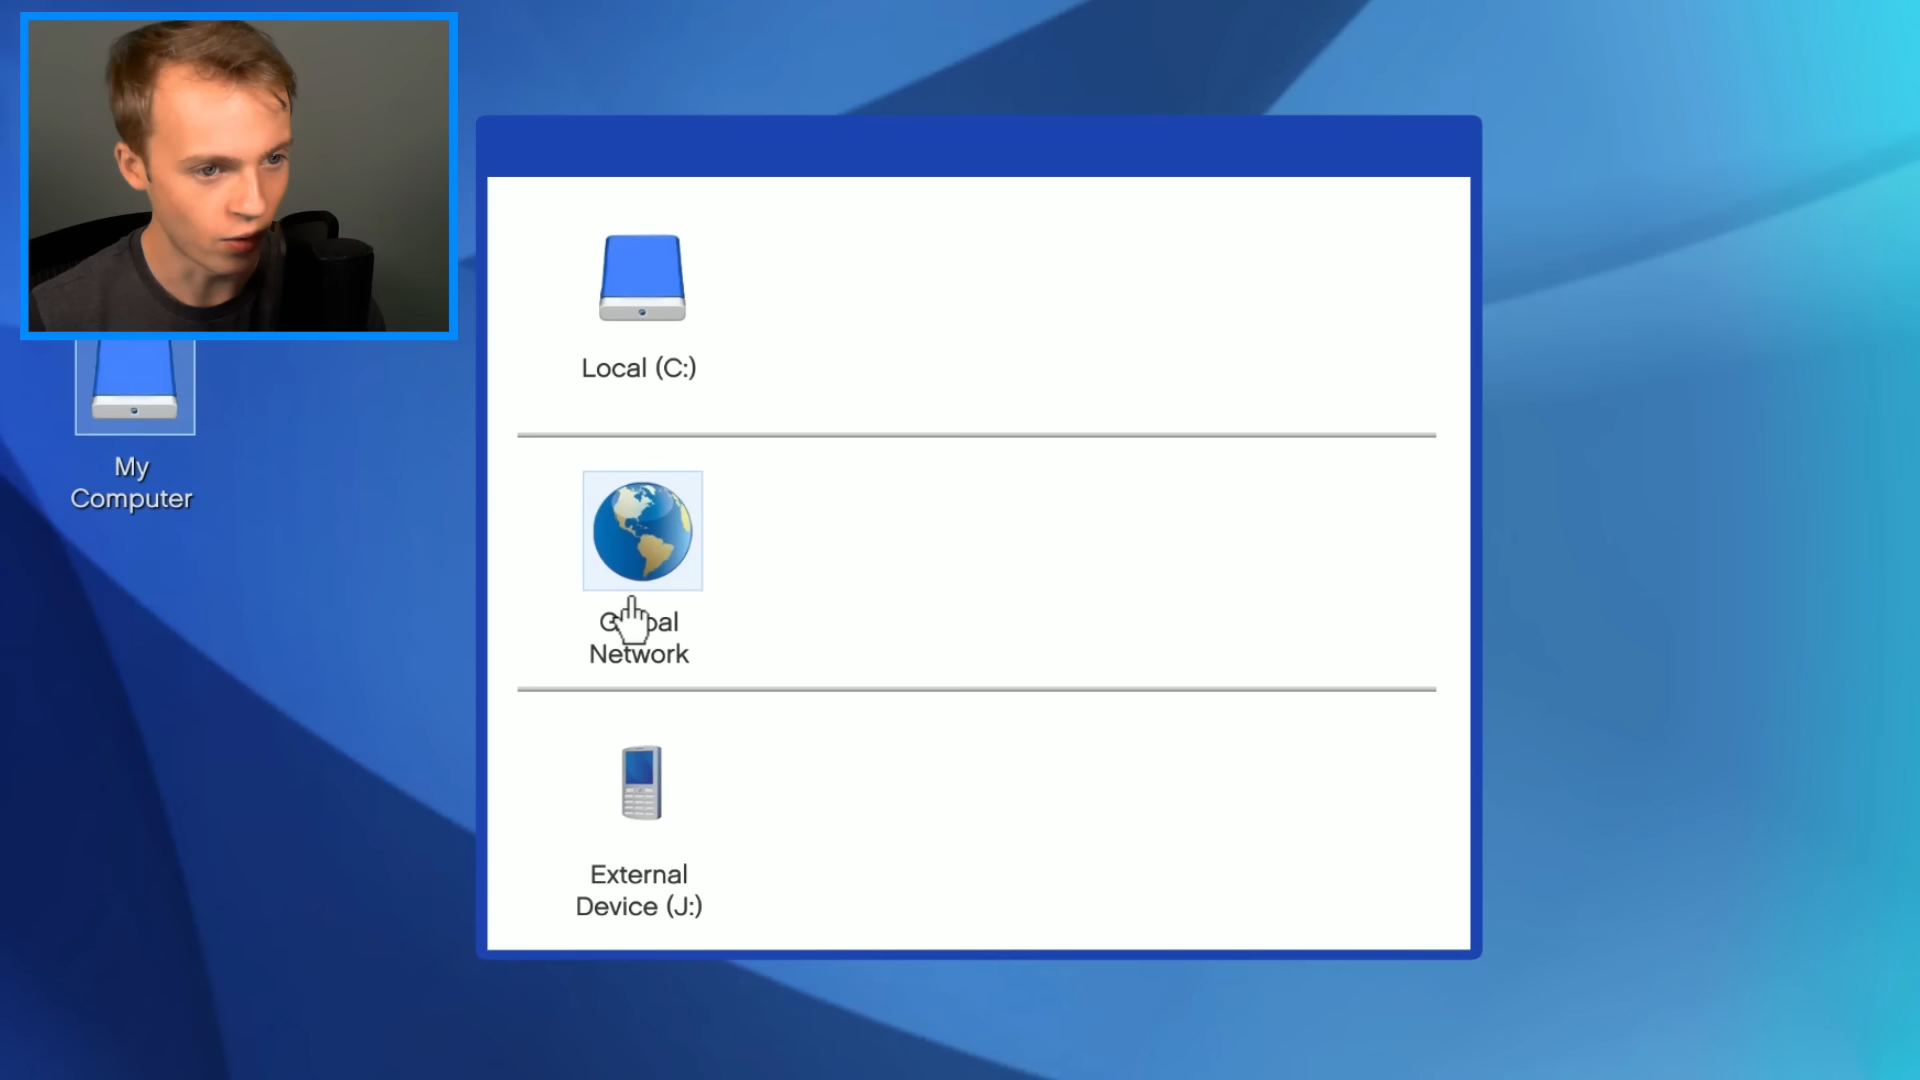 My
Computer
Local (C:)
Network
External
Device (J:)